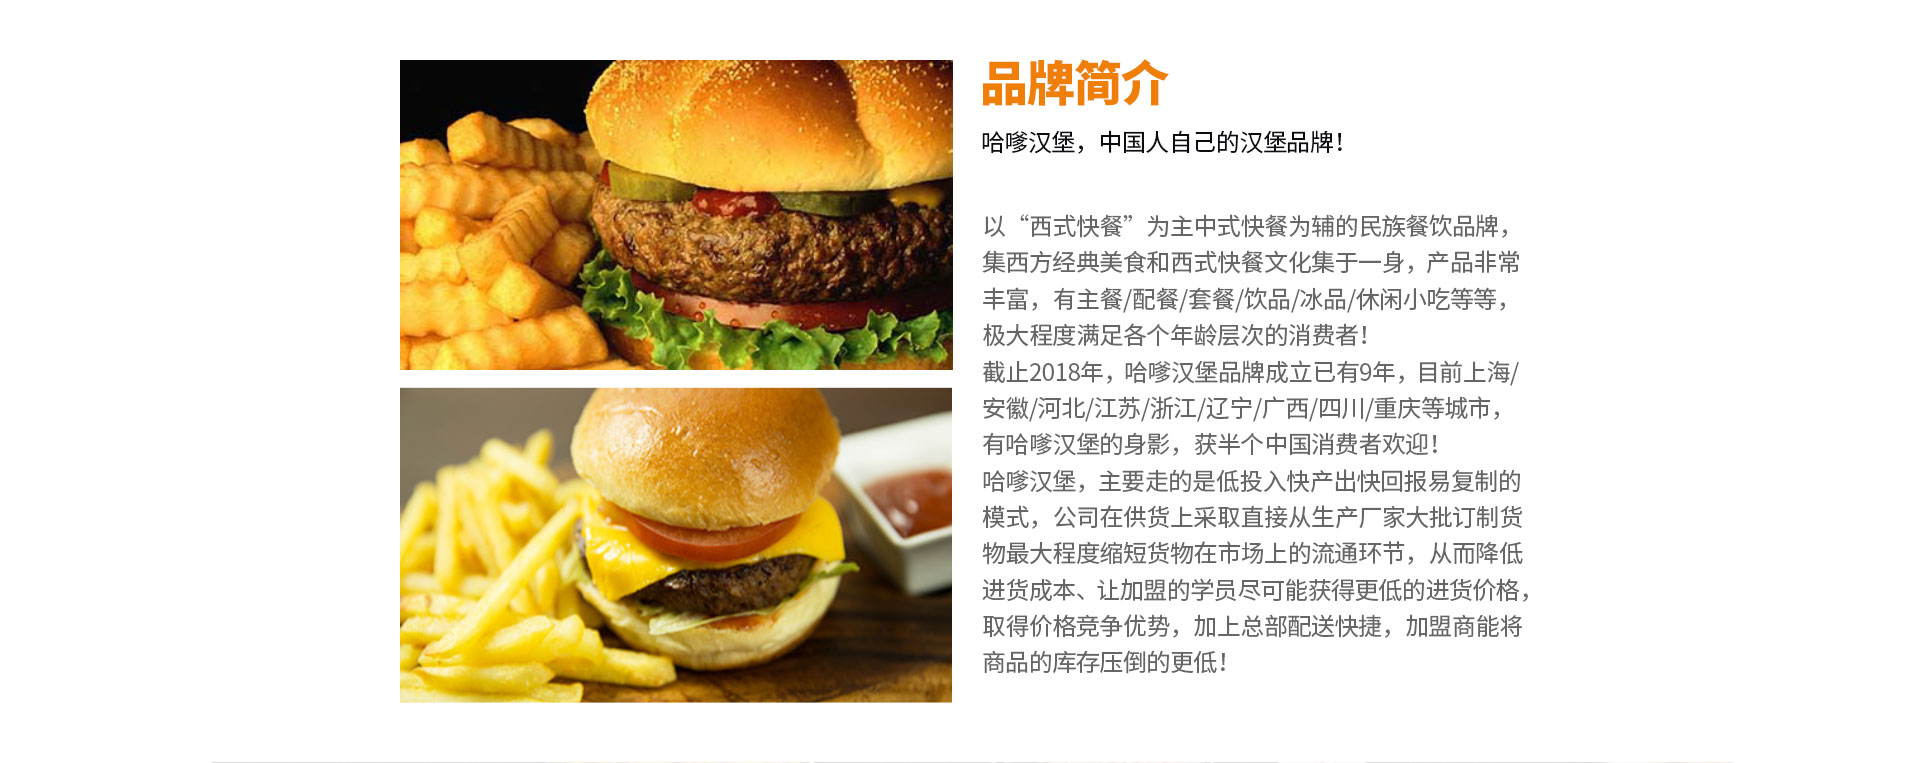 品牌简介
哈嗲汉堡，中国人自己的汉堡品牌！
以“西式快餐”为主中式快餐为辅的民族餐饮品牌，
集西方经典美食和西式快餐文化集于一身，产品非常
丰富，有主餐/配餐/套餐/饮品/冰品/休闲小吃等等，
极大程度满足各个年龄层次的消费者！
截止2018年，哈嗲汉堡品牌成立已有9年，目前上海/
安徽/河北/江苏/浙江/辽宁/广西/四川/重庆等城市，
有哈嗲汉堡的身影，获半个中国消费者欢迎！
哈嗲汉堡，主要走的是低投入快产出快回报易复制的
模式，公司在供货上采取直接从生产厂家大批订制货
物最大程度缩短货物在市场上的流通环节，从而降低
进货成本、让加盟的学员尽可能获得更低的进货价格，
取得价格竞争优势，加上总部配送快捷，加盟商能将
商品的库存压倒的更低！